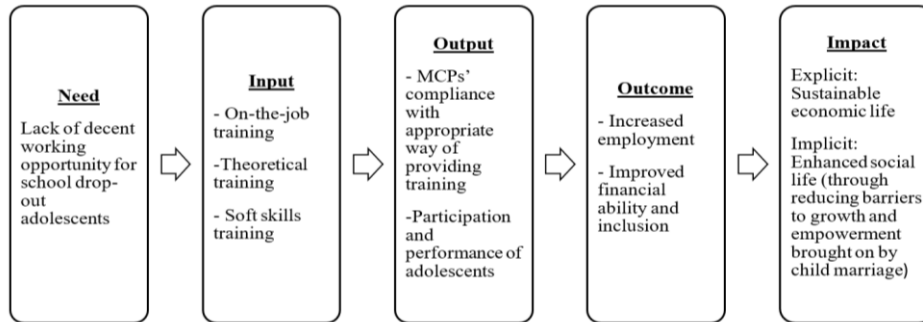 Need
Lack of decent
working
opportunity for
school drop-
out
adolescents
Input
- On-the-job
training
-Theoretical
training
- Soft skills
training
Output
- MCPs’
compliance
with
appropriate
way of
providing
training
-Participation
and
performance of
adolescents
Outcome
- Increased
employment
- Improved
financial
ability and
inclusion
Impact
Explicit:
Sustainable
economic life
Implicit:
Enhanced social
life (through
reducing barriers
to growth and
empowerment
brought on by
child marriage)